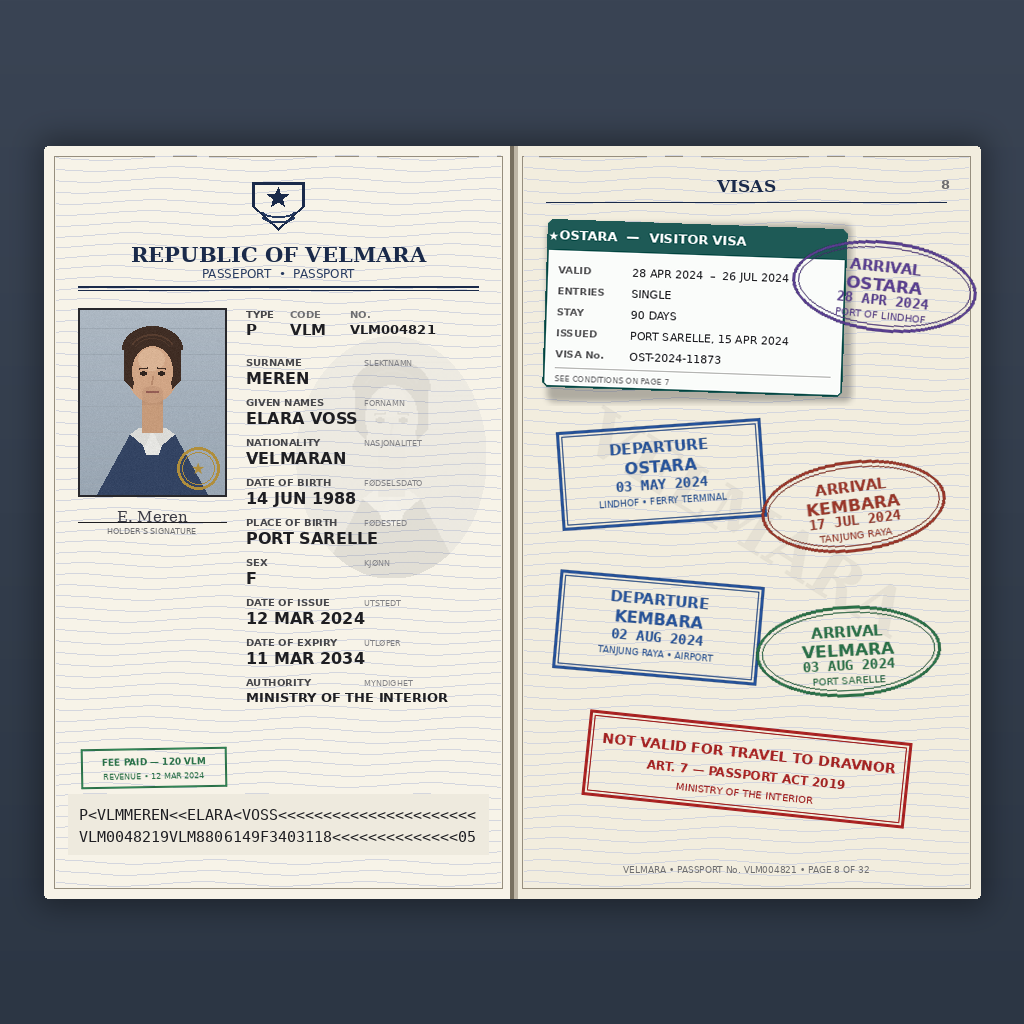 REPUBLIC OF VELMARA
PASSEPORT • PASSPORT
TYPE CODE NO.
P VLM VLM004821
SURNAME SLEKTNAMN
MEREN
GIVEN NAMES FORNAMN
ELARA VOSS
NATIONALITY NASJONALITET
VELMARAN
DATE OF BIRTH FØDSELSDATO
14 JUN 1988
PLACE OF BIRTH FØDESTED
PORT SARELLE
SEX KJØNN
F
DATE OF ISSUE UTSTEDT
12 MAR 2024
DATE OF EXPIRY UTLØPER
11 MAR 2034
AUTHORITY MYNDIGHET
MINISTRY OF THE INTERIOR
E. Meren
HOLDER'S SIGNATURE
FEE PAID — 120 VLM
REVENUE • 12 MAR 2024
P<VLMMEREN<<ELARA<VOSS<<<<<<<<<<<<<<<<<<<<<<
VLM0048219VLM8806149F3403118<<<<<<<<<<<<<<05
VISAS 8
★OSTARA — VISITOR VISA
VALID 28 APR 2024 – 26 JUL 2024
ENTRIES SINGLE
STAY 90 DAYS
ISSUED PORT SARELLE, 15 APR 2024
VISA No. OST-2024-11873
SEE CONDITIONS ON PAGE 7
ARRIVAL
OSTARA
28 APR 2024
PORT OF LINDHOF
VELMARA
DEPARTURE
OSTARA
03 MAY 2024
LINDHOF • FERRY TERMINAL
ARRIVAL
KEMBARA
17 JUL 2024
TANJUNG RAYA
DEPARTURE
KEMBARA
02 AUG 2024
TANJUNG RAYA • AIRPORT
ARRIVAL
VELMARA
03 AUG 2024
PORT SARELLE
NOT VALID FOR TRAVEL TO DRAVNOR
ART. 7 — PASSPORT ACT 2019
MINISTRY OF THE INTERIOR
VELMARA • PASSPORT No. VLM004821 • PAGE 8 OF 32